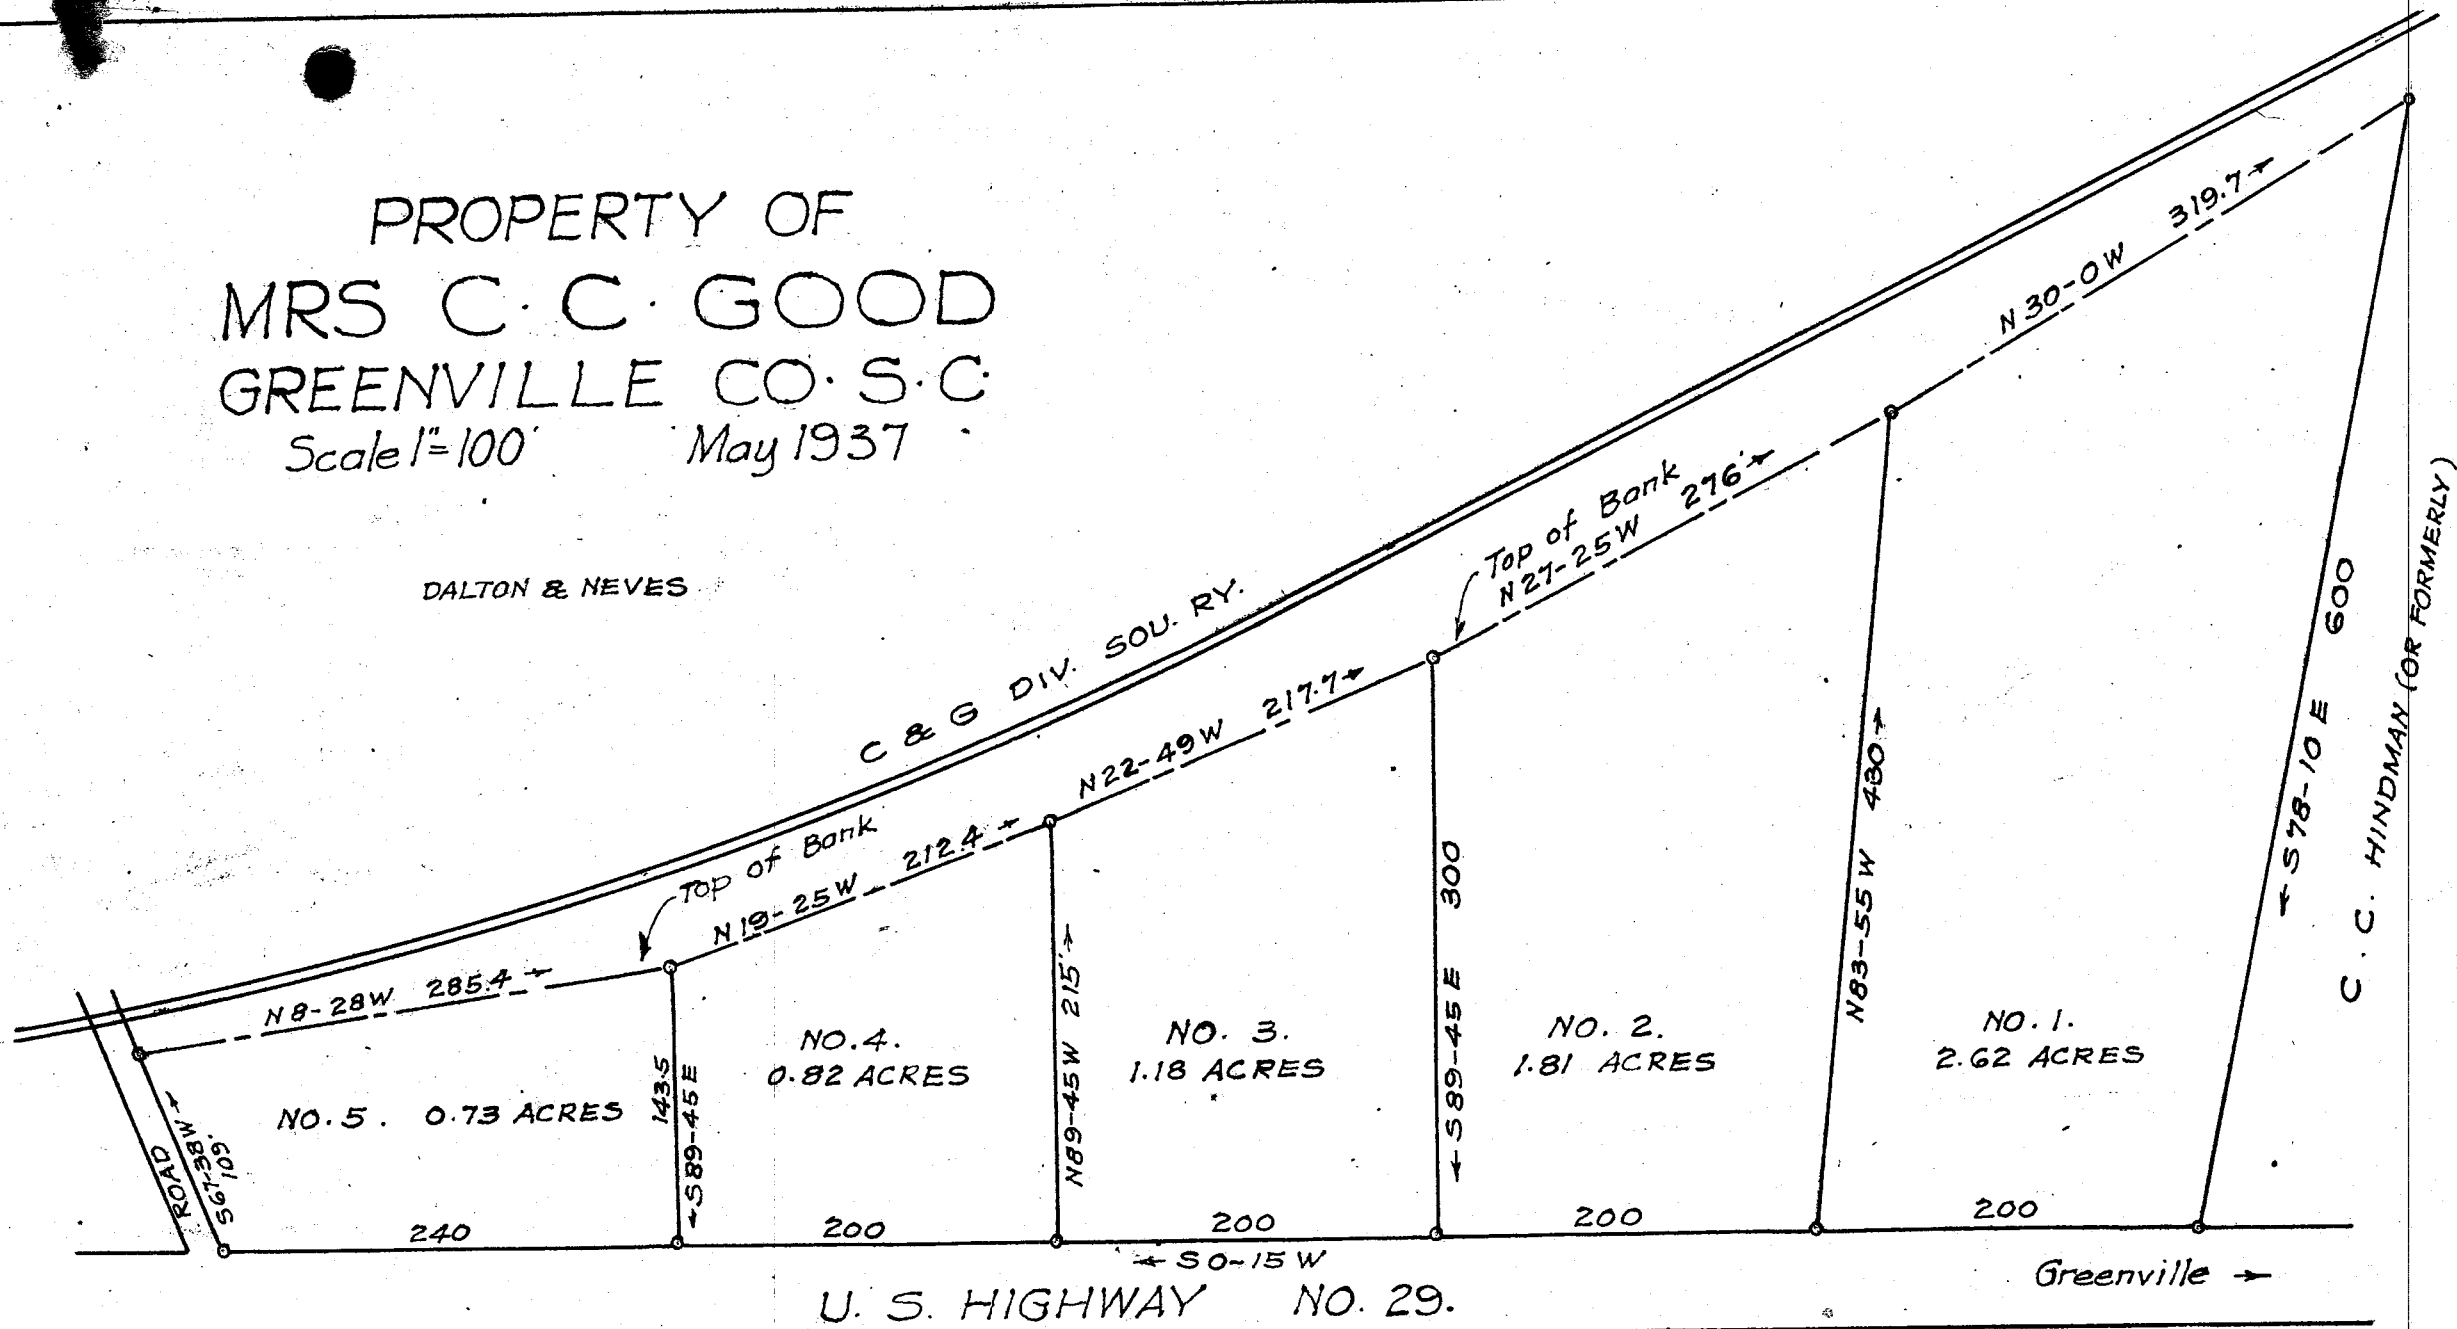 PROPERTY OF
MRS C. C. GOOD
GREENVILLE CO. S.C.
Scale 1"=100' May 1937
DALTON & NEVES
C & G DIV. SOU. RY.
N 30-0 W 319.7
Top of Bank
N 27-25 W 276'
N 22-49 W 217.7
Top of Bank
N 19-25 W 212.4
N 8-28 W 285.4
ROAD
S 67-38 W
109.
NO. 5. 0.73 ACRES
143.5
S 89-45 E
NO. 4.
0.82 ACRES
N 89-45 W 215'
NO. 3.
1.18 ACRES
S 89-45 E 300
NO. 2.
1.81 ACRES
N 83-55 W 430
NO. 1.
2.62 ACRES
S 78-10 E 600
C. C. HINDMAN (OR FORMERLY)
240
200
200
200
200
S 0-15 W
Greenville
U. S. HIGHWAY NO. 29.